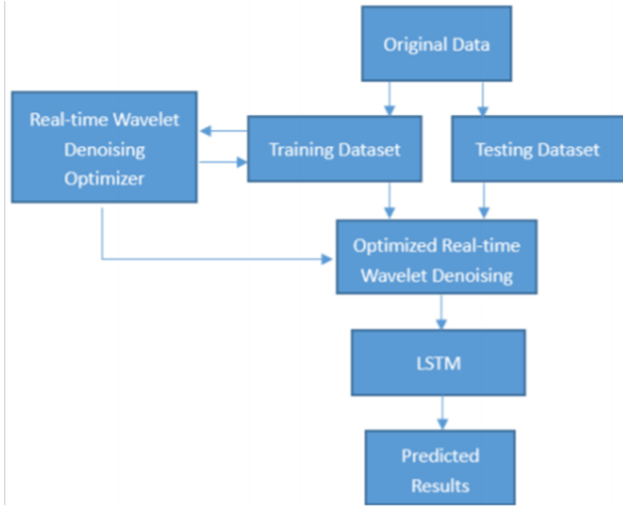 Original Data
Real-time Wavelet
Denoising
Optimizer
Training Dataset
Testing Dataset
Optimized Real-time
Wavelet Denoising
LSTM
Predicted
Results